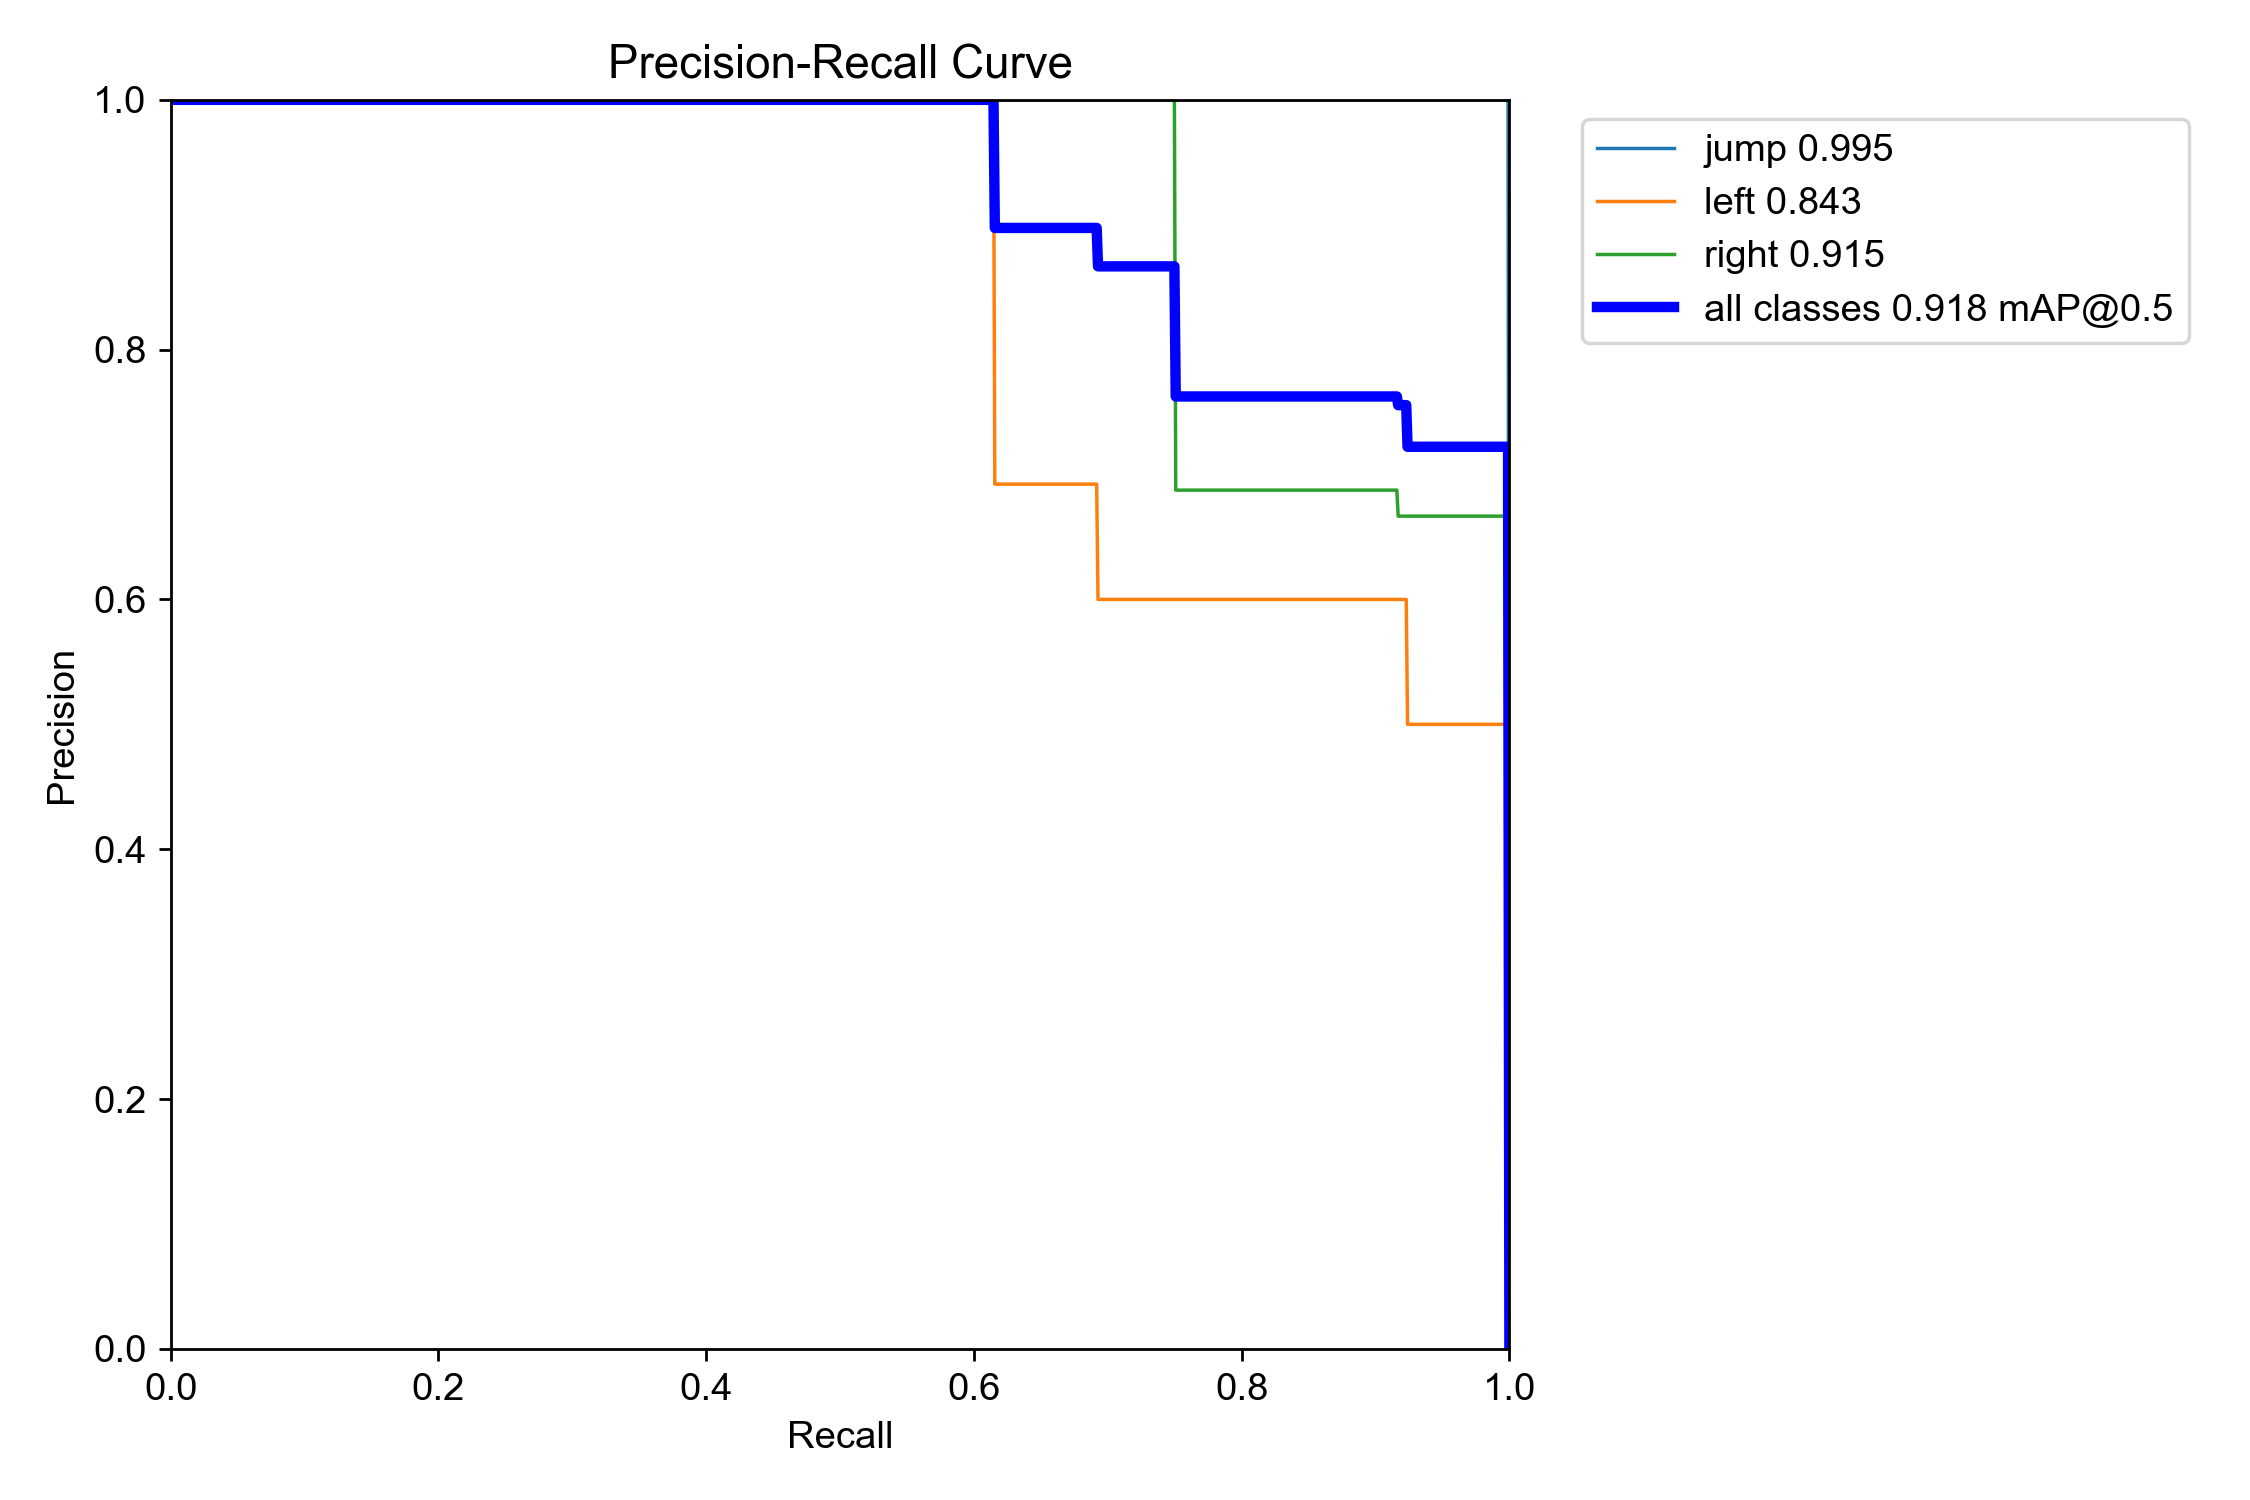 Precision-Recall Curve
1.0
0.8
0.6
0.4
0.2
0.0
Precision
0.0 0.2 0.4 0.6 0.8 1.0
Recall
jump 0.995
left 0.843
right 0.915
all classes 0.918 mAP@0.5